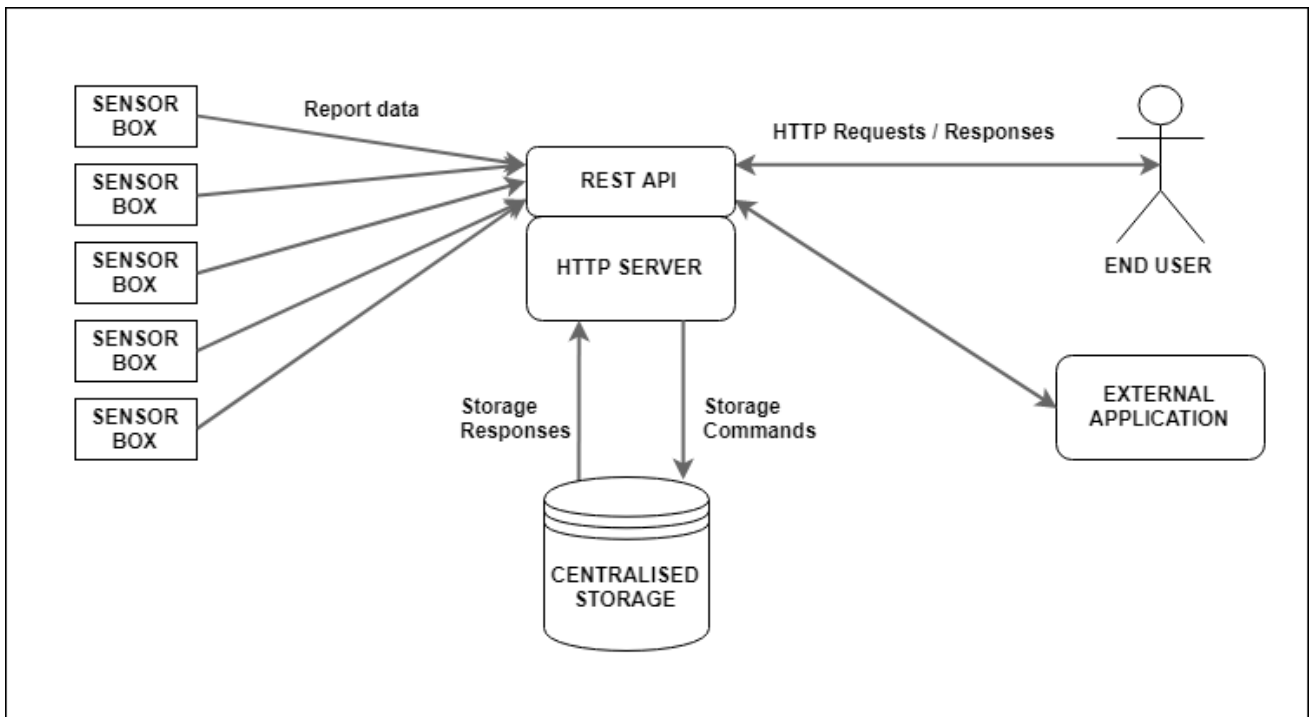 SENSOR
BOX
Report data
SENSOR
BOX
SENSOR
BOX
SENSOR
BOX
SENSOR
BOX
REST API
HTTP SERVER
HTTP Requests / Responses
END USER
EXTERNAL
APPLICATION
Storage
Responses
Storage
Commands
CENTRALISED
STORAGE